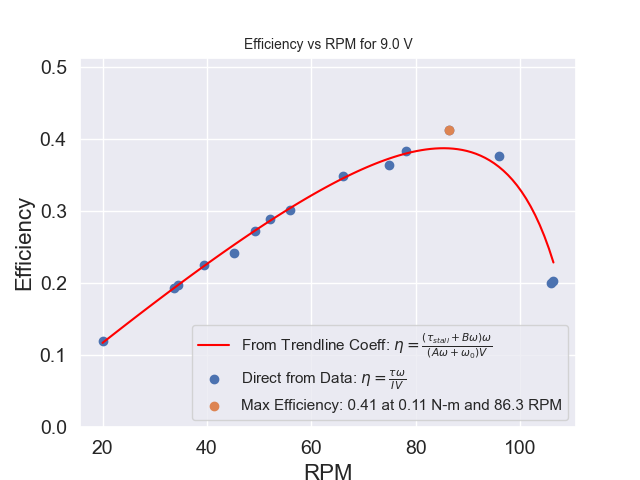 Efficiency vs RPM for 9.0 V
0.5
0.4
0.3
0.2
0.1
0.0
Efficiency
20 40 60 80 100
RPM
From Trendline Coeff: η = (τ_stall + Bω)ω / (Aω + ω_0)V
Direct from Data: η = τω / IV
Max Efficiency: 0.41 at 0.11 N-m and 86.3 RPM